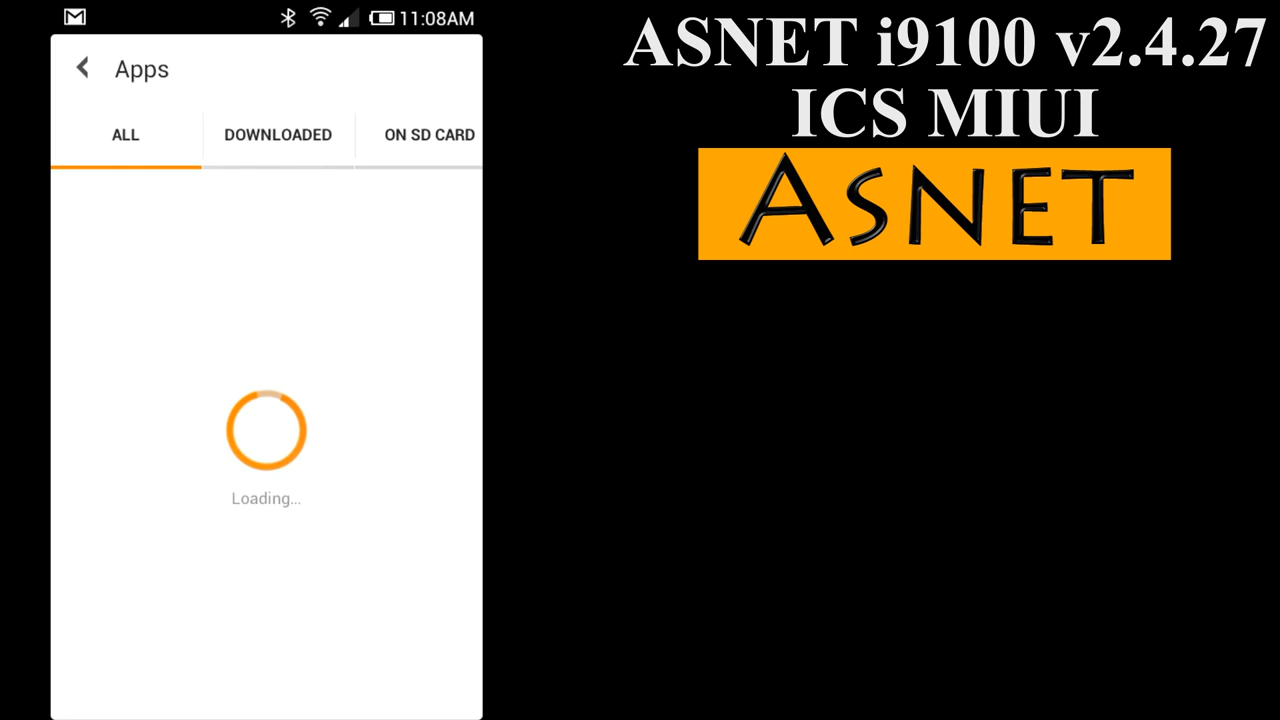 11:08AM
Apps
ALL DOWNLOADED ON SD CARD
Loading...
ASNET i9100 v2.4.27
ICS MIUI
ASNET